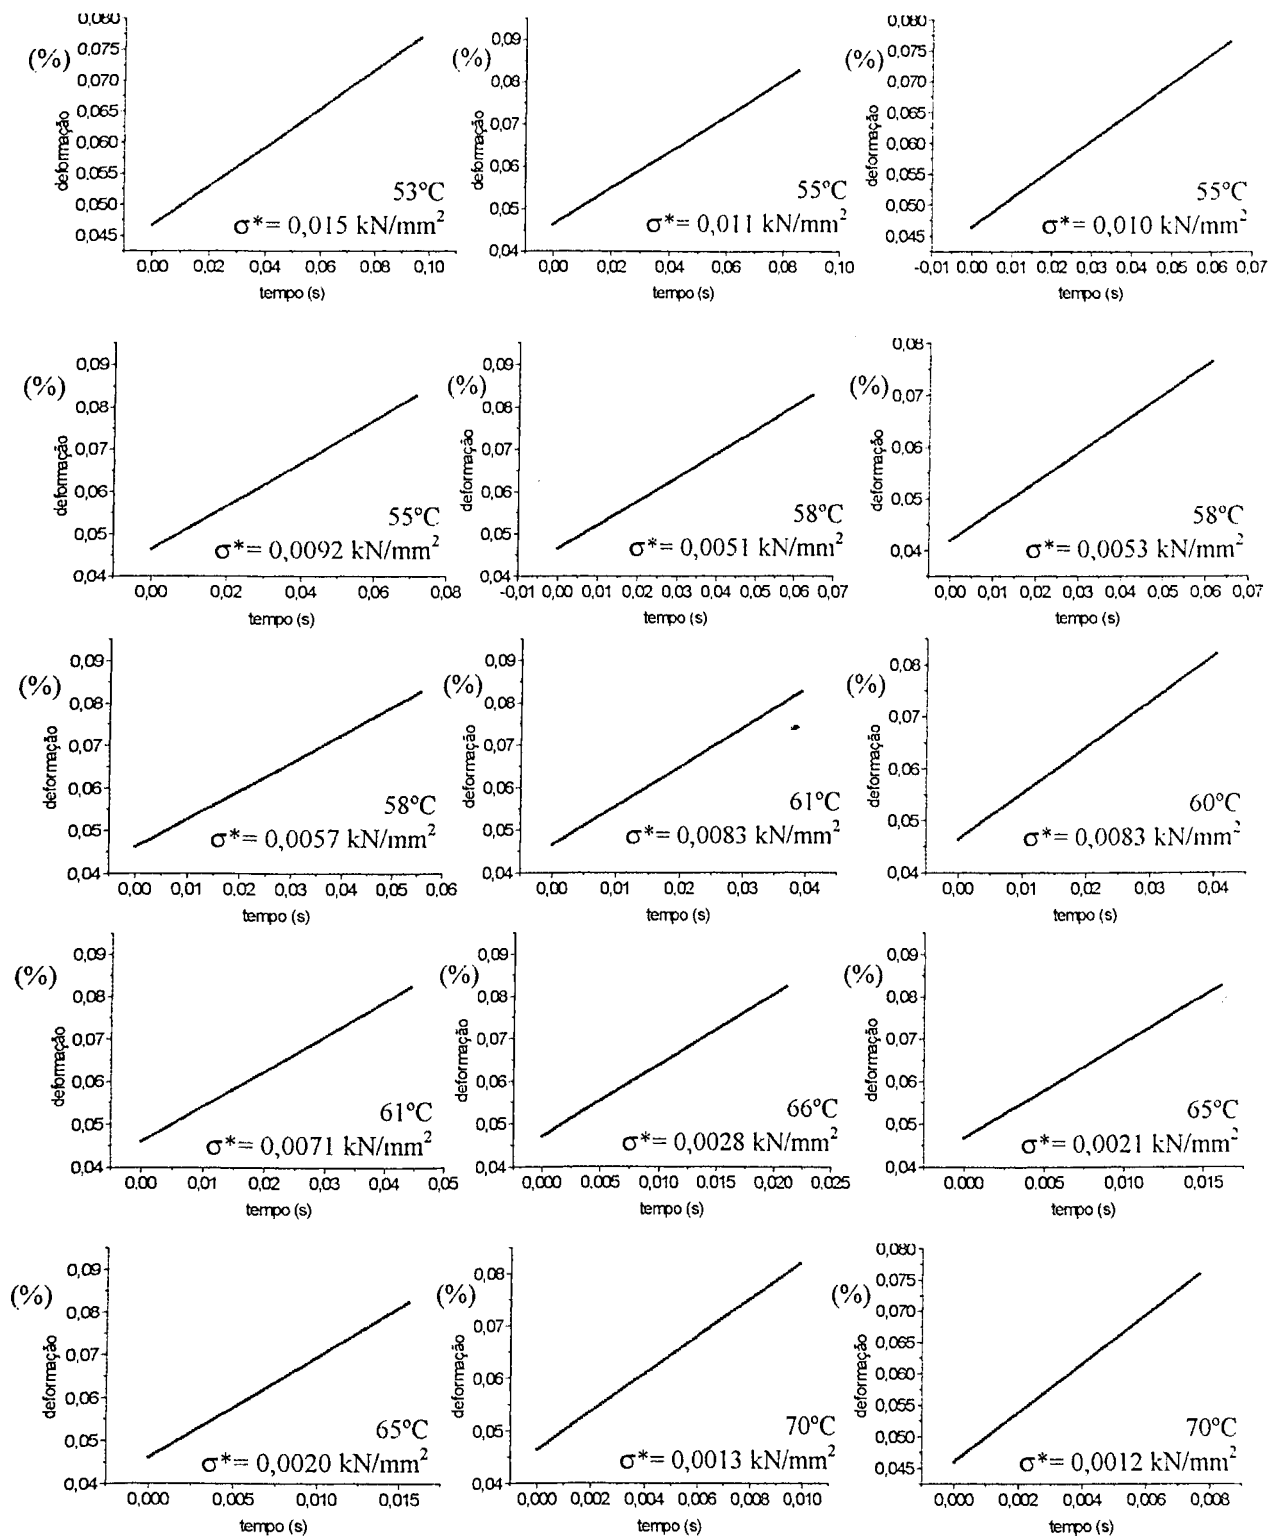 0,080
0,075
0,070
0,065
0,060
0,055
0,050
0,045
(%)
deformação
53ºC
σ*= 0,015 kN/mm²
0,00 0,02 0,04 0,06 0,08 0,10
tempo (s)
0,09
0,08
0,07
0,06
0,05
0,04
(%)
deformação
55ºC
σ*= 0,011 kN/mm²
0,00 0,02 0,04 0,06 0,08 0,10
tempo (s)
0,080
0,075
0,070
0,065
0,060
0,055
0,050
0,045
(%)
deformação
55ºC
σ*= 0,010 kN/mm²
-0,01 0,00 0,01 0,02 0,03 0,04 0,05 0,06 0,07
tempo (s)
0,09
0,08
0,07
0,06
0,05
0,04
(%)
deformação
55ºC
σ*= 0,0092 kN/mm²
0,00 0,02 0,04 0,06 0,08
tempo (s)
0,09
0,08
0,07
0,06
0,05
0,04
(%)
deformação
58ºC
σ*= 0,0051 kN/mm²
-0,01 0,00 0,01 0,02 0,03 0,04 0,05 0,06 0,07
tempo (s)
0,08
0,07
0,06
0,05
0,04
(%)
deformação
58ºC
σ*= 0,0053 kN/mm²
0,00 0,01 0,02 0,03 0,04 0,05 0,06 0,07
tempo (s)
0,09
0,08
0,07
0,06
0,05
0,04
(%)
deformação
58ºC
σ*= 0,0057 kN/mm²
0,00 0,01 0,02 0,03 0,04 0,05 0,06
tempo (s)
0,09
0,08
0,07
0,06
0,05
0,04
(%)
deformação
61ºC
σ*= 0,0083 kN/mm²
0,00 0,01 0,02 0,03 0,04
tempo (s)
0,08
0,07
0,06
0,05
0,04
(%)
deformação
60ºC
σ*= 0,0083 kN/mm²
0,00 0,01 0,02 0,03 0,04
tempo (s)
0,09
0,08
0,07
0,06
0,05
0,04
(%)
deformação
61ºC
σ*= 0,0071 kN/mm²
0,00 0,01 0,02 0,03 0,04 0,05
tempo (s)
0,09
0,08
0,07
0,06
0,05
0,04
(%)
deformação
66ºC
σ*= 0,0028 kN/mm²
0,000 0,005 0,010 0,015 0,020 0,025
tempo (s)
0,09
0,08
0,07
0,06
0,05
0,04
(%)
deformação
65ºC
σ*= 0,0021 kN/mm²
0,000 0,005 0,010 0,015
tempo (s)
0,09
0,08
0,07
0,06
0,05
0,04
(%)
deformação
65ºC
σ*= 0,0020 kN/mm²
0,000 0,005 0,010 0,015
tempo (s)
0,08
0,07
0,06
0,05
0,04
(%)
deformação
70ºC
σ*= 0,0013 kN/mm²
0,000 0,002 0,004 0,006 0,008 0,010
tempo (s)
0,080
0,075
0,070
0,065
0,060
0,055
0,050
0,045
(%)
deformação
70ºC
σ*= 0,0012 kN/mm²
0,000 0,002 0,004 0,006 0,008
tempo (s)